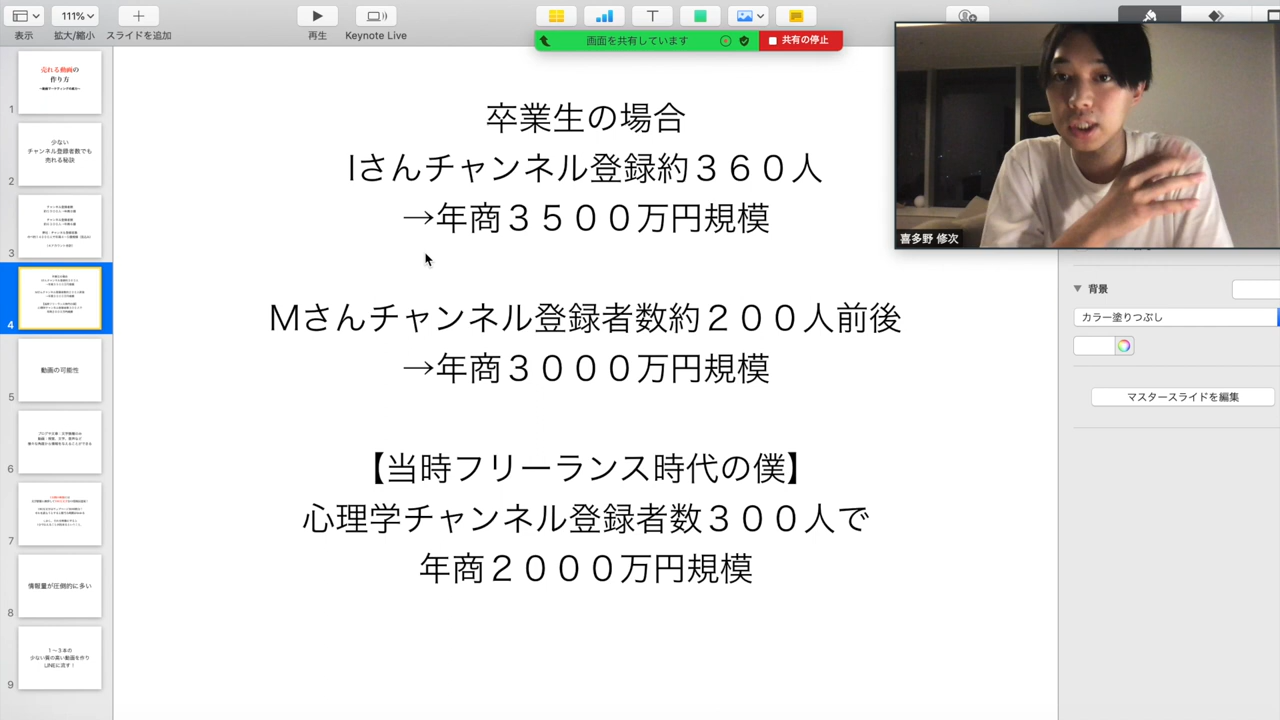 111%
表示
拡大/縮小
スライドを追加
再生
Keynote Live
画面を共有しています
共有の停止
卒業生の場合
Iさんチャンネル登録約３６０人
→年商３５００万円規模
Mさんチャンネル登録者数約２００人前後
→年商３０００万円規模
【当時フリーランス時代の僕】
心理学チャンネル登録者数３００人で
年商２０００万円規模
喜多野 修次
背景
カラー塗りつぶし
マスタースライドを編集
売れる動画の
作り方
1
少ない
チャンネル登録者数でも
売れる秘訣
2
3
4
動画の可能性
5
6
7
情報量が圧倒的に多い
8
１〜３本の
少ない質の高い動画を作り
LINEに流す！
9